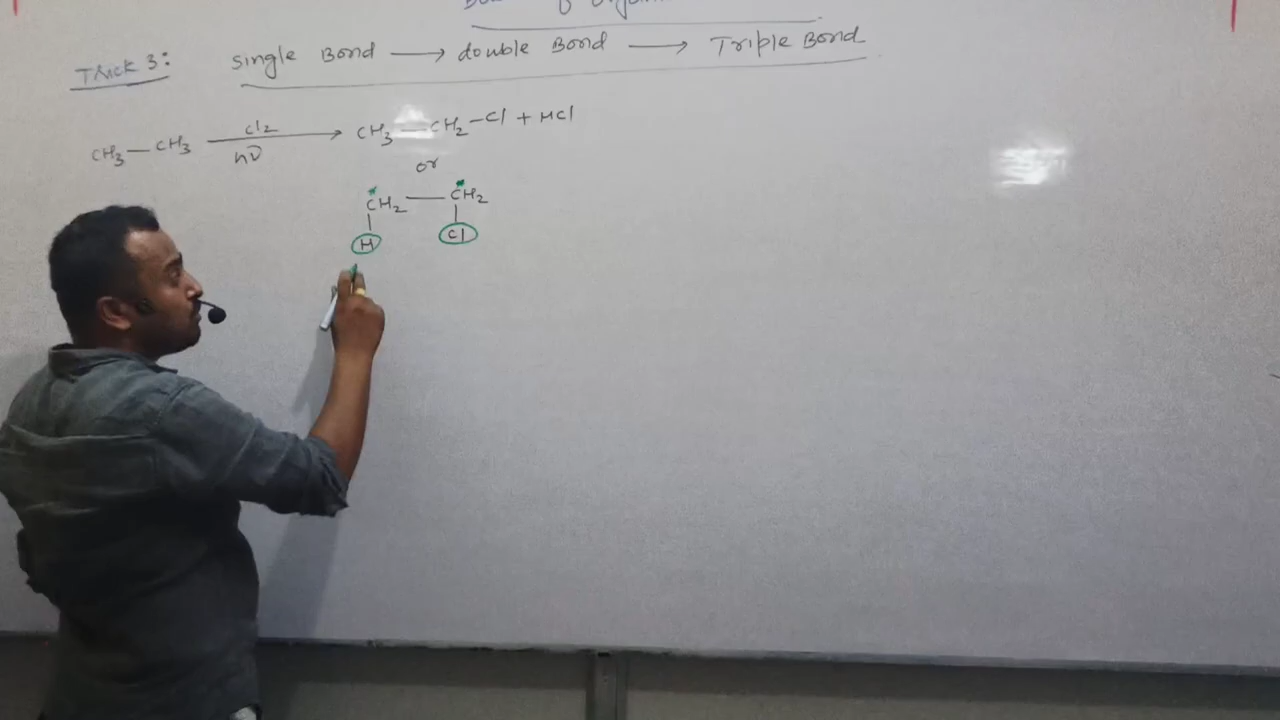 Trick 3: single Bond → double Bond → Triple Bond
Cl2
CH3—CH3 → CH3—CH2-Cl + HCl
hν
or
CH2—CH2
H Cl